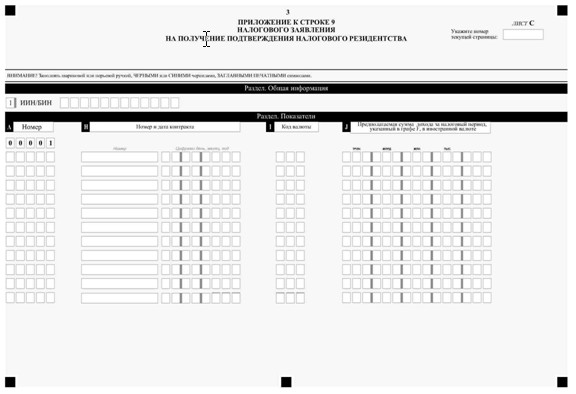 3
ПРИЛОЖЕНИЕ К СТРОКЕ 9
НАЛОГОВОГО ЗАЯВЛЕНИЯ
НА ПОЛУЧЕНИЕ ПОДТВЕРЖДЕНИЯ НАЛОГОВОГО РЕЗИДЕНТСТВА
ЛИСТ C
Укажите номер
текущей страницы:
ВНИМАНИЕ! Заполнять шариковой или перьевой ручкой, ЧЕРНЫМИ или СИНИМИ чернилами, ЗАГЛАВНЫМИ ПЕЧАТНЫМИ символами.
Раздел. Общая информация
1 ИИН/БИН
Раздел. Показатели
A Номер
H Номер и дата контракта
I Код валюты
J Предполагаемая сумма дохода за налоговый период,
указанный в графе F, в иностранной валюте
0 0 0 0 1
Номер
Цифрами день, месяц, год
трлн млрд млн тыс